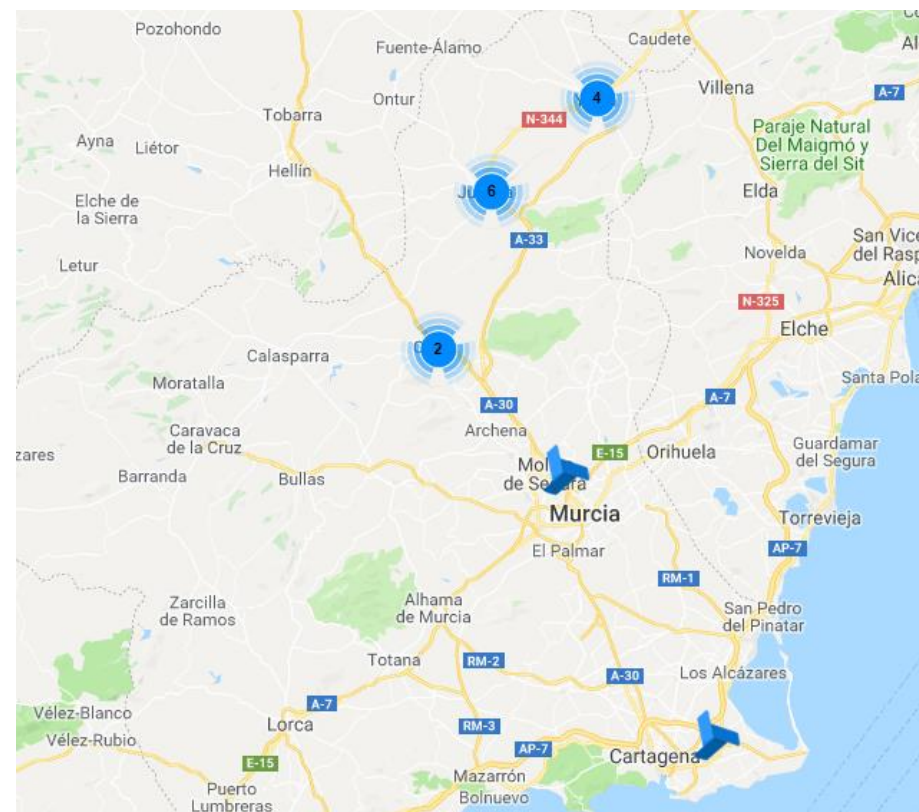 Pozohondo
Fuente-Álamo
Caudete
Villena
Ontur
4
A-7
N-344
Tobarra
Paraje Natural
Del Maigmó y
Sierra del Sit
Ayna
Liétor
Hellín
6
Elda
Elche de
la Sierra
A-33
San Vice
del Rasp
Novelda
Letur
Alica
N-325
Elche
2
Calasparra
Moratalla
Santa Pola
A-7
A-30
Archena
Caravaca
de la Cruz
E-15
Orihuela
Guardamar
del Segura
zares
Barranda
Bullas
de Segura
Murcia
Torrevieja
El Palmar
AP-7
RM-1
Zarcilla
de Ramos
Alhama
de Murcia
San Pedro
del Pinatar
Totana
RM-2
A-30
Los Alcázares
A-7
Vélez-Blanco
Lorca
RM-3
Vélez-Rubio
AP-7
Cartagena
E-15
Mazarrón
Puerto
Lumbreras
Bolnuevo